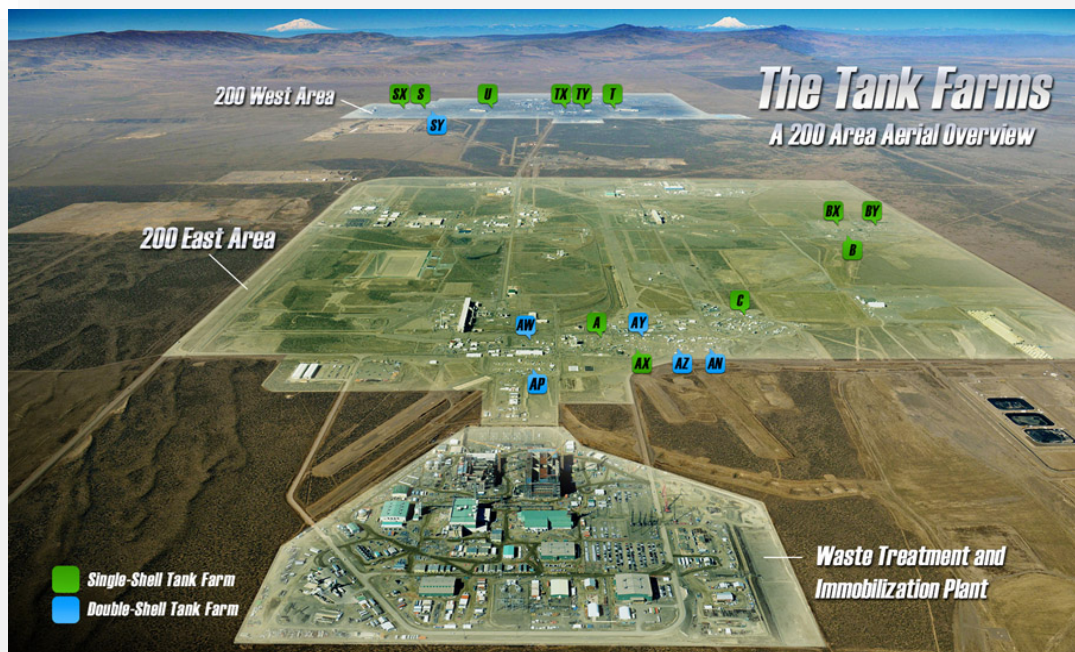 The Tank Farms
A 200 Area Aerial Overview
200 West Area
SX
S
U
TX
TY
T
SY
200 East Area
BX
BY
B
C
AW
A
AY
AX
AZ
AN
AP
Waste Treatment and
Immobilization Plant
Single-Shell Tank Farm
Double-Shell Tank Farm